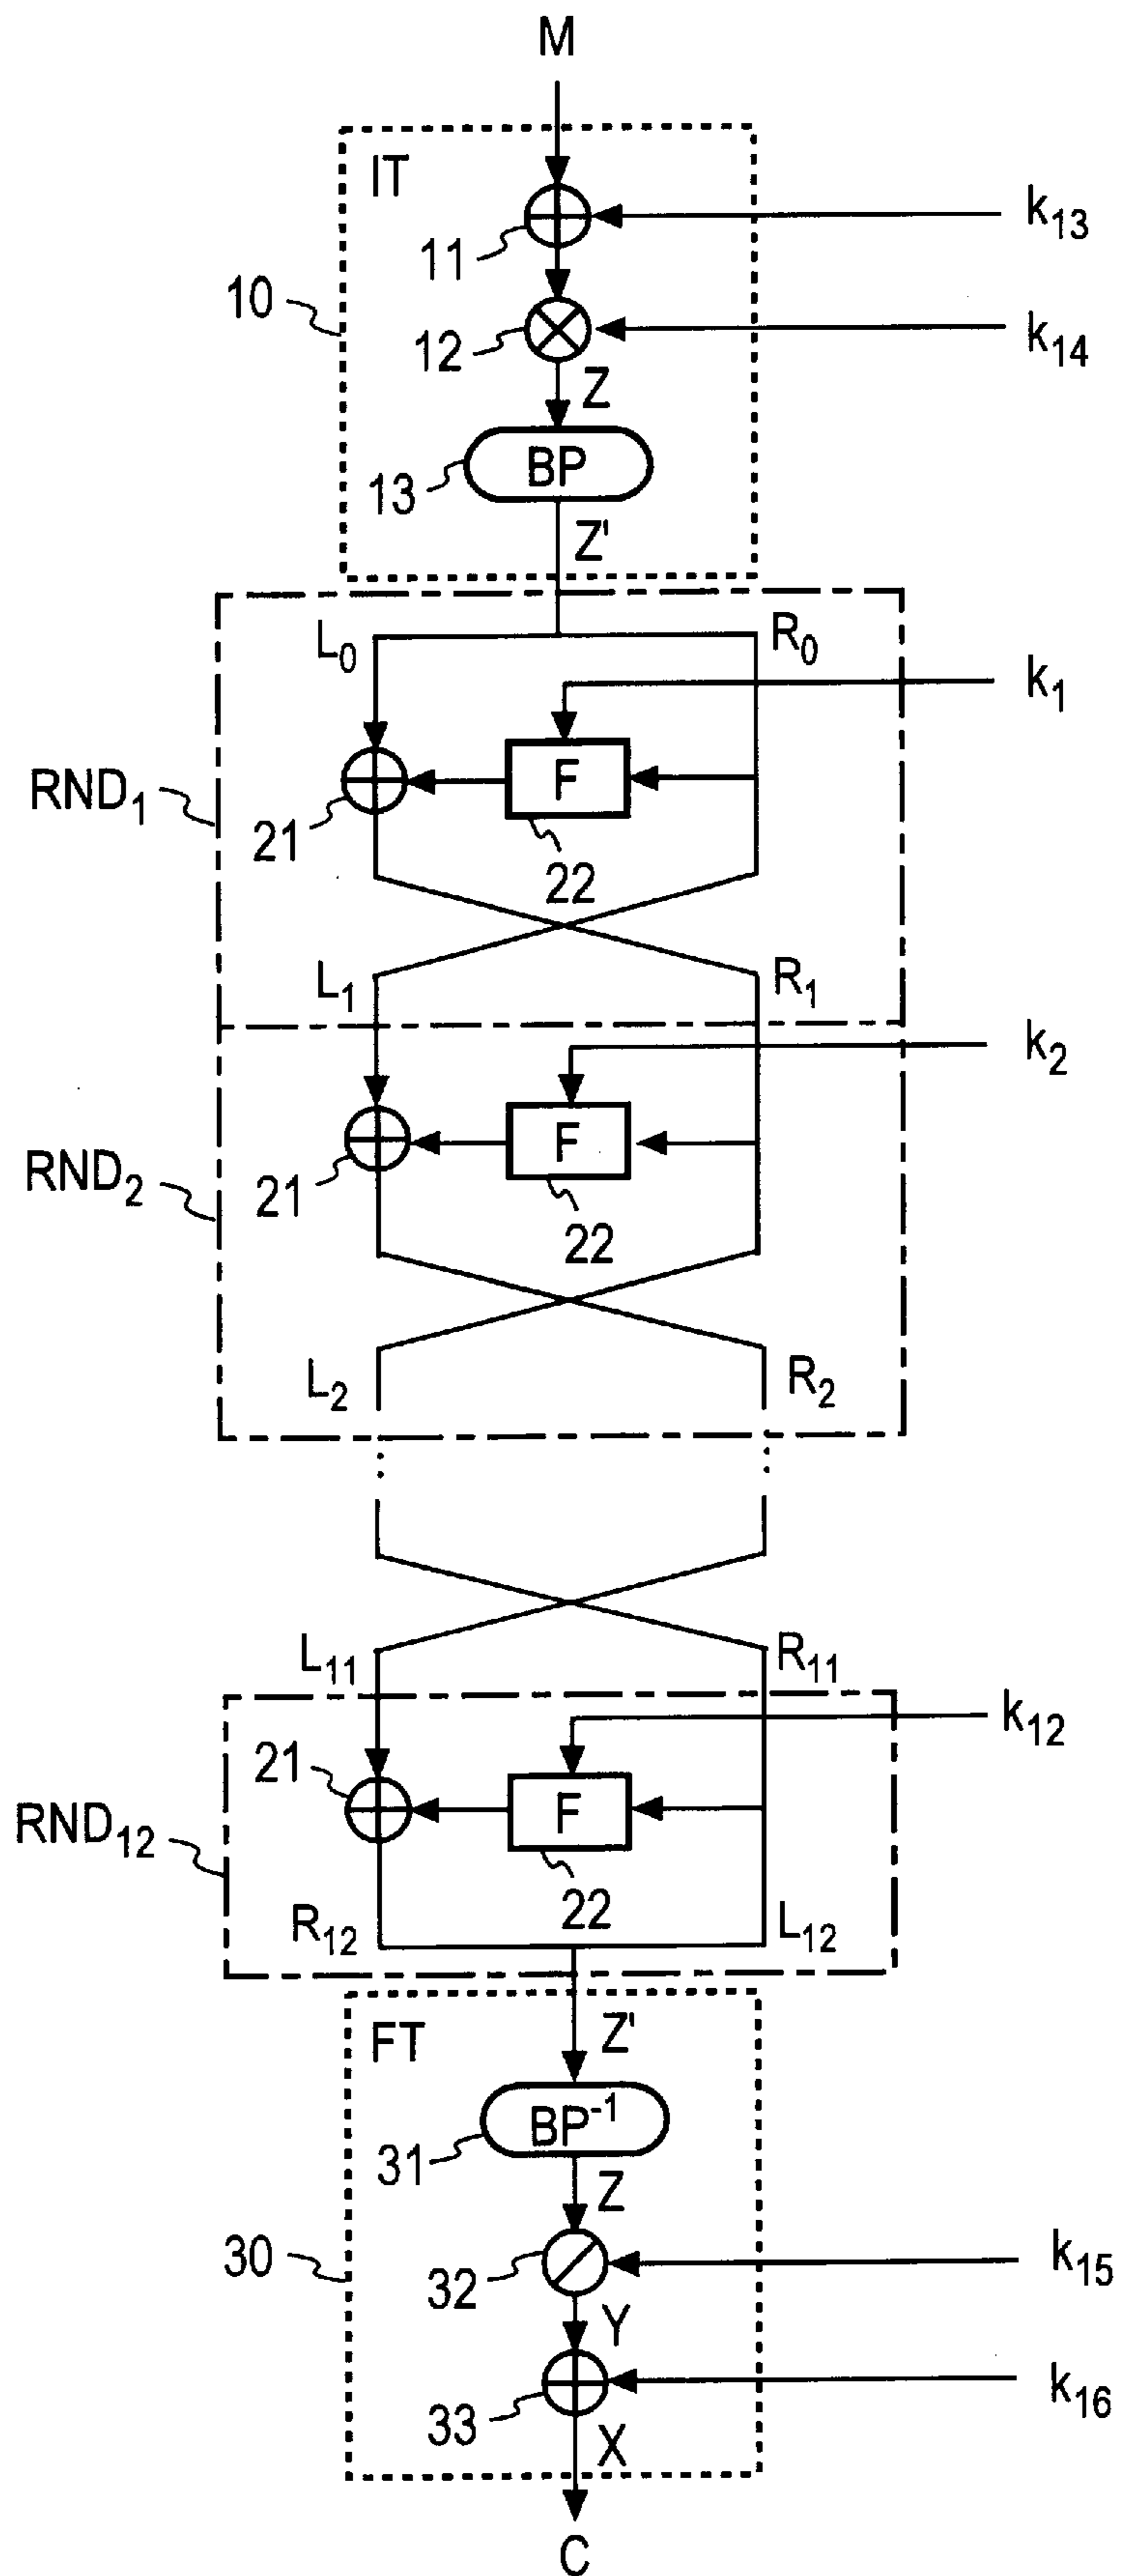 M
IT
k13
11
10
12
k14
Z
BP
13
Z'
L0 R0
k1
F
RND1
21
22
L1 R1
k2
F
RND2
21
22
L2 R2
L11 R11
k12
21
F
RND12
22
R12 L12
Z'
FT
BP-1
31
Z
30
32
k15
Y
k16
33
X
C